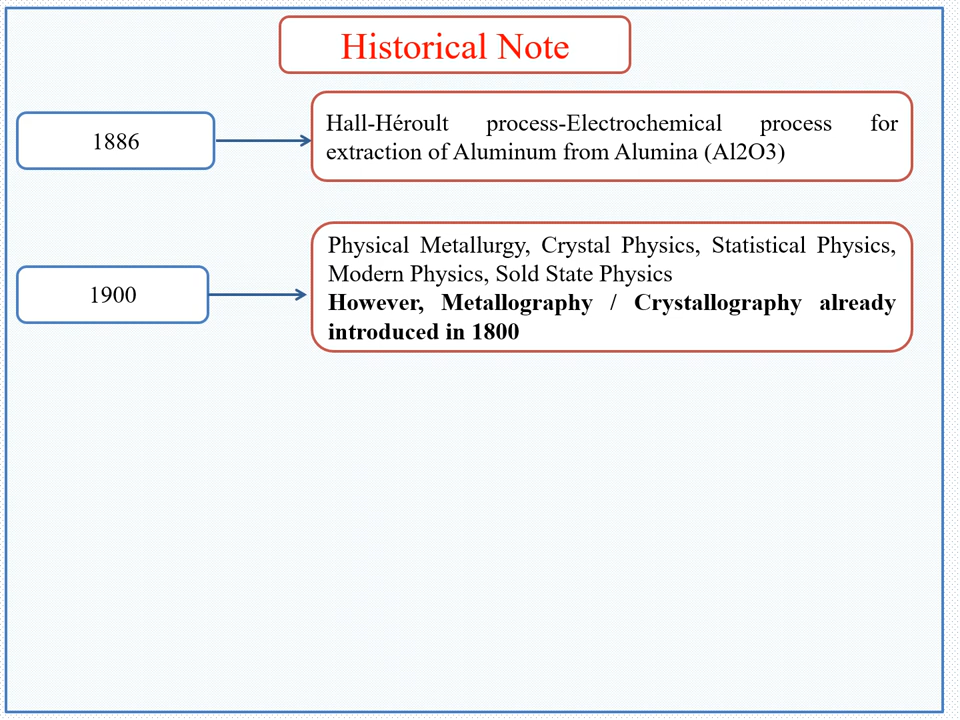 Historical Note
1886
Hall-Héroult process-Electrochemical process for
extraction of Aluminum from Alumina (Al2O3)
1900
Physical Metallurgy, Crystal Physics, Statistical Physics,
Modern Physics, Sold State Physics
However, Metallography / Crystallography already
introduced in 1800